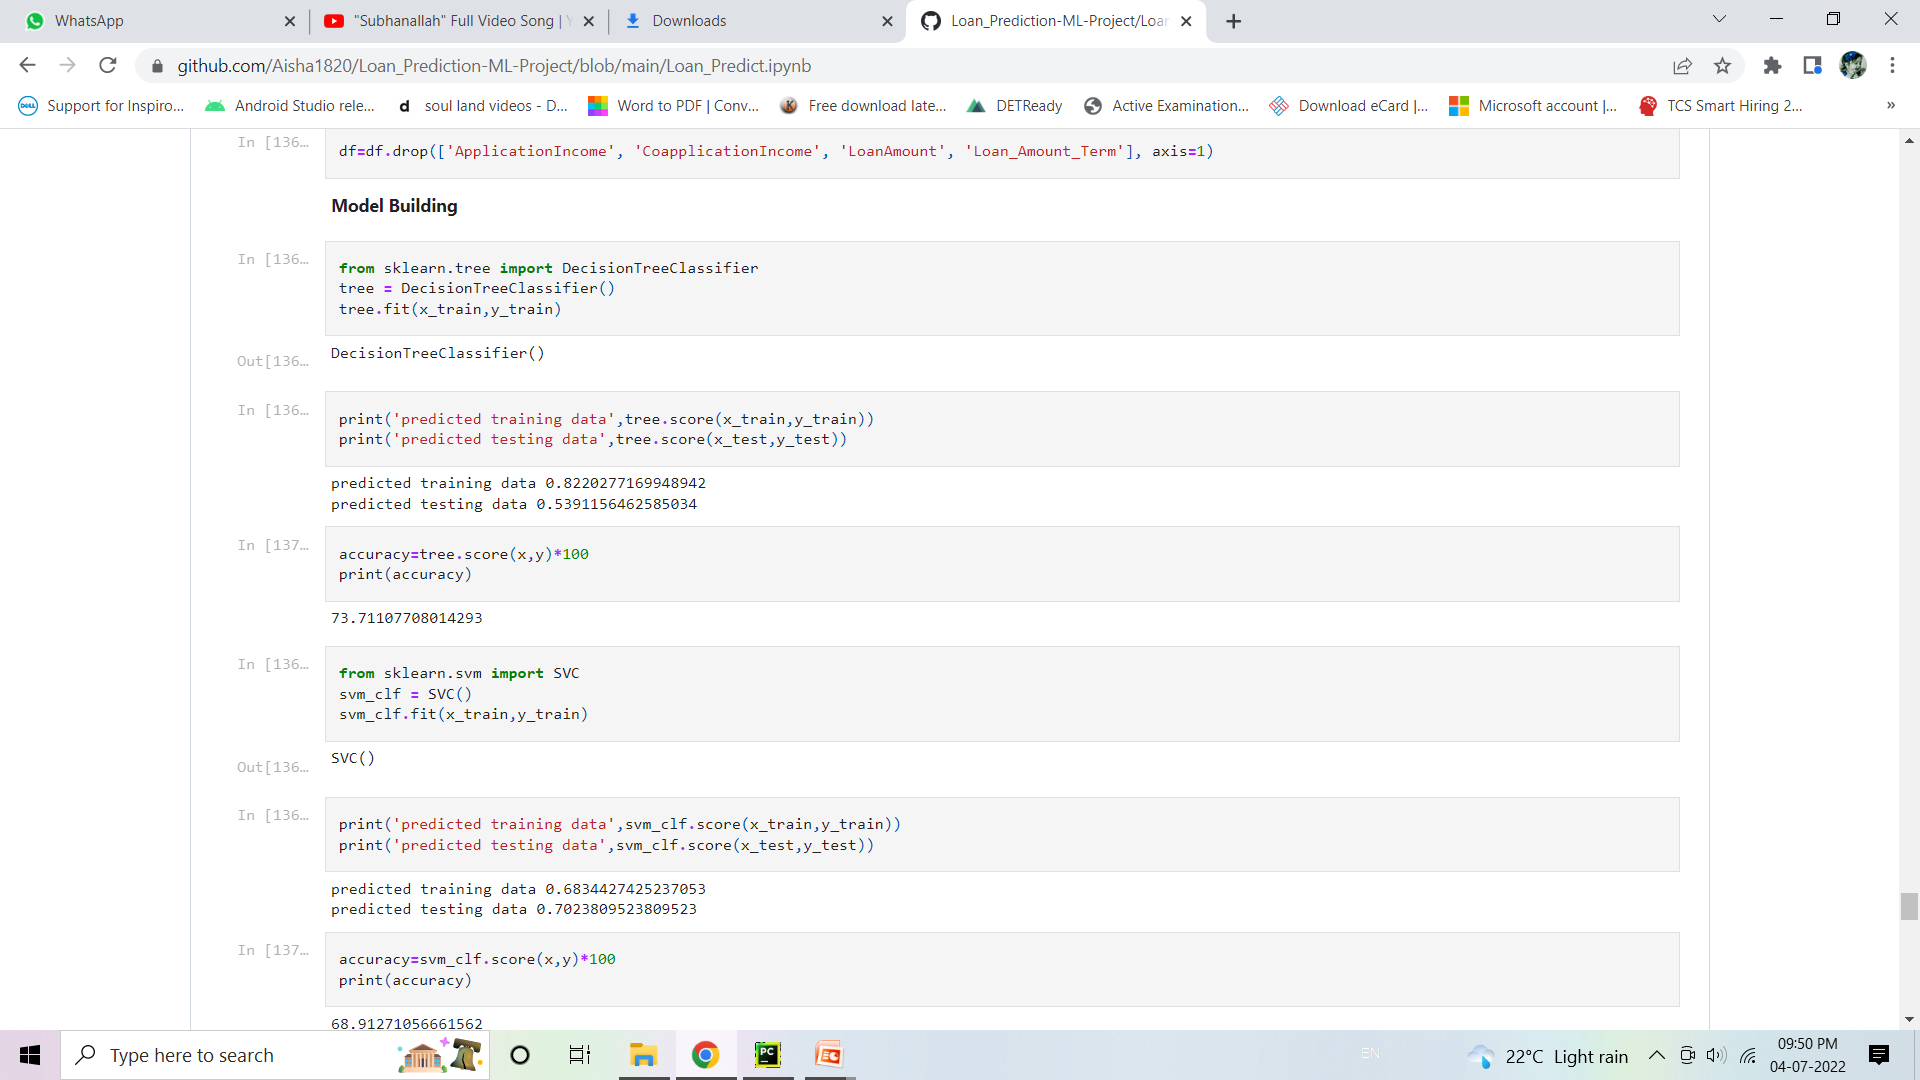 WhatsApp
"Subhanallah" Full Video Song |
Downloads
Loan_Prediction-ML-Project/Loan
github.com/Aisha1820/Loan_Prediction-ML-Project/blob/main/Loan_Predict.ipynb
DELL
Support for Inspiro...
Android Studio rele...
d
soul land videos - D...
Word to PDF | Conv...
K
Free download late...
DETReady
Active Examination...
Download eCard |...
Microsoft account |...
TCS Smart Hiring 2...
»
In [136...
df=df.drop(['ApplicationIncome', 'CoapplicationIncome', 'LoanAmount', 'Loan_Amount_Term'], axis=1)
Model Building
In [136...
from sklearn.tree import DecisionTreeClassifier
tree = DecisionTreeClassifier()
tree.fit(x_train,y_train)
Out[136...
DecisionTreeClassifier()
In [136...
print('predicted training data',tree.score(x_train,y_train))
print('predicted testing data',tree.score(x_test,y_test))
predicted training data 0.8220277169948942
predicted testing data 0.5391156462585034
In [137...
accuracy=tree.score(x,y)*100
print(accuracy)
73.71107708014293
In [136...
from sklearn.svm import SVC
svm_clf = SVC()
svm_clf.fit(x_train,y_train)
Out[136...
SVC()
In [136...
print('predicted training data',svm_clf.score(x_train,y_train))
print('predicted testing data',svm_clf.score(x_test,y_test))
predicted training data 0.6834427425237053
predicted testing data 0.7023809523809523
In [137...
accuracy=svm_clf.score(x,y)*100
print(accuracy)
68.91271056661562
Type here to search
PC
EN
22°C Light rain
09:50 PM
04-07-2022